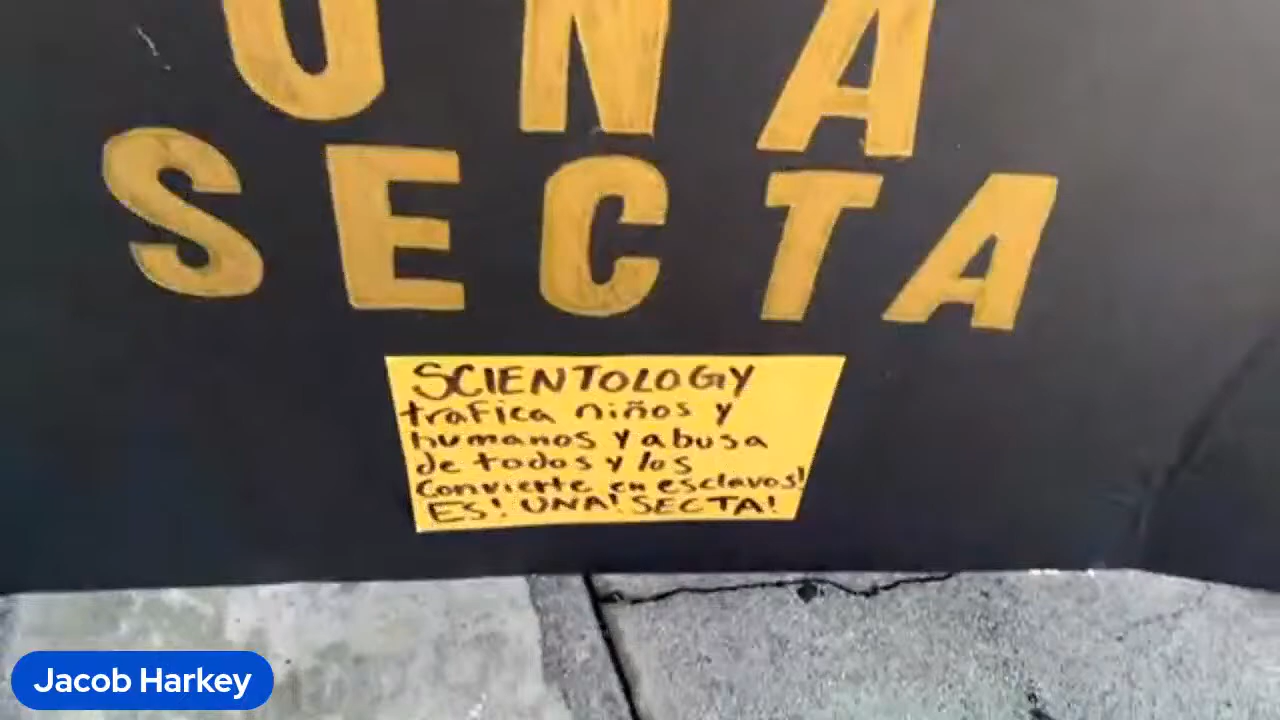 UNA
SECTA
SCIENTOLOGY
trafica niños y
humanos y abusa
de todos y los
convierte en esclavos!
ES! UNA! SECTA!
Jacob Harkey